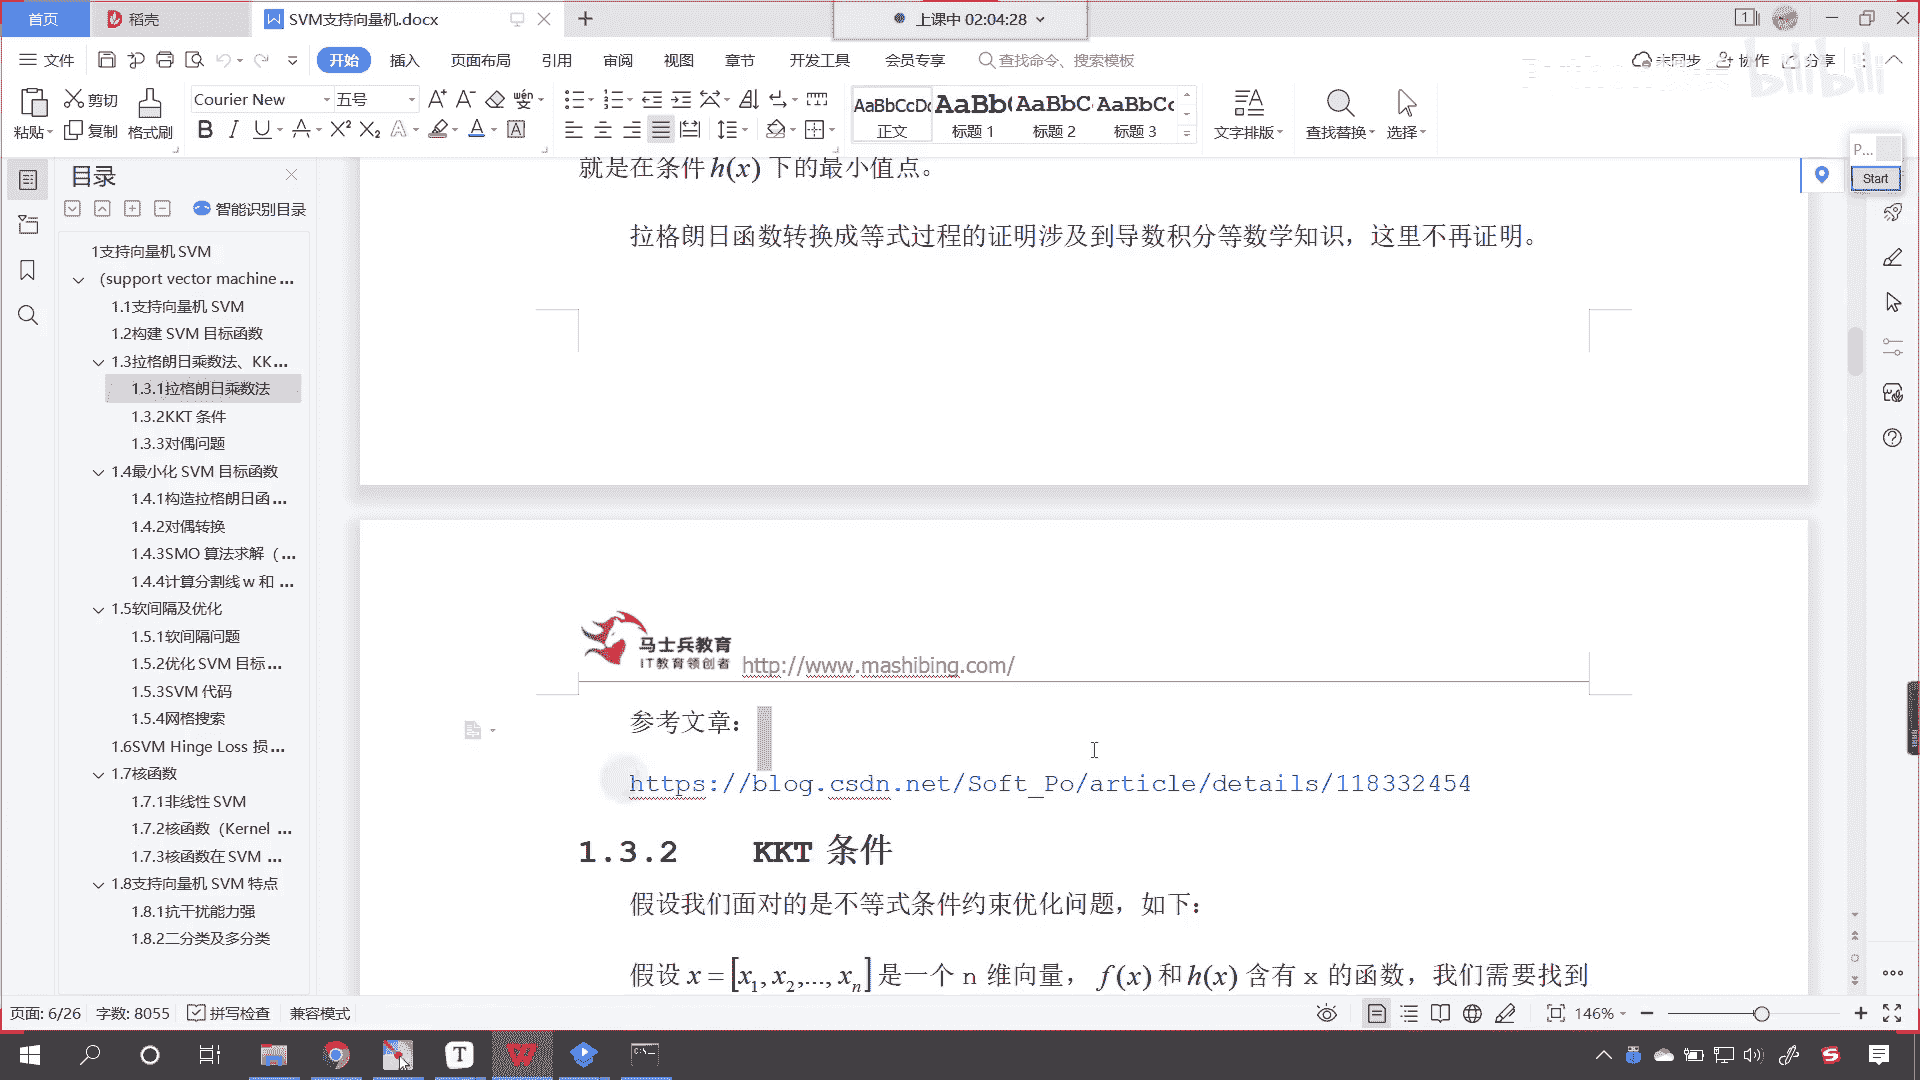 首页
稻壳
SVM支持向量机.docx
上课中 02:04:28
文件
开始
插入
页面布局
引用
审阅
视图
章节
开发工具
会员专享
查找命令、搜索模板
未同步
协作
分享
bilibili
粘贴
剪切
复制
格式刷
Courier New
五号
AaBbCcDd
正文
AaBb(
标题 1
AaBbC
标题 2
AaBbC
标题 3
文字排版
查找替换
选择
P...
Start
目录
智能识别目录
1支持向量机 SVM
（support vector machine ...
1.1支持向量机 SVM
1.2构建 SVM 目标函数
1.3拉格朗日乘数法、KK...
1.3.1拉格朗日乘数法
1.3.2KKT 条件
1.3.3对偶问题
1.4最小化 SVM 目标函数
1.4.1构造拉格朗日函 ...
1.4.2对偶转换
1.4.3SMO 算法求解（ ...
1.4.4计算分割线 w 和 ...
1.5软间隔及优化
1.5.1软间隔问题
1.5.2优化 SVM 目标...
1.5.3SVM 代码
1.5.4网格搜索
1.6SVM Hinge Loss 损...
1.7核函数
1.7.1非线性 SVM
1.7.2核函数（Kernel ...
1.7.3核函数在 SVM ...
1.8支持向量机 SVM 特点
1.8.1抗干扰能力强
1.8.2二分类及多分类
就是在条件 h(x) 下的最小值点。
拉格朗日函数转换成等式过程的证明涉及到导数积分等数学知识，这里不再证明。
马士兵教育
IT教育领创者
http://www.mashibing.com/
参考文章：
https://blog.csdn.net/Soft_Po/article/details/118332454
1.3.2 KKT 条件
假设我们面对的是不等式条件约束优化问题，如下：
假设 x = [x₁, x₂,..., xₙ] 是一个 n 维向量， f(x) 和 h(x) 含有 x 的函数，我们需要找到
页面: 6/26
字数: 8055
拼写检查
兼容模式
146%